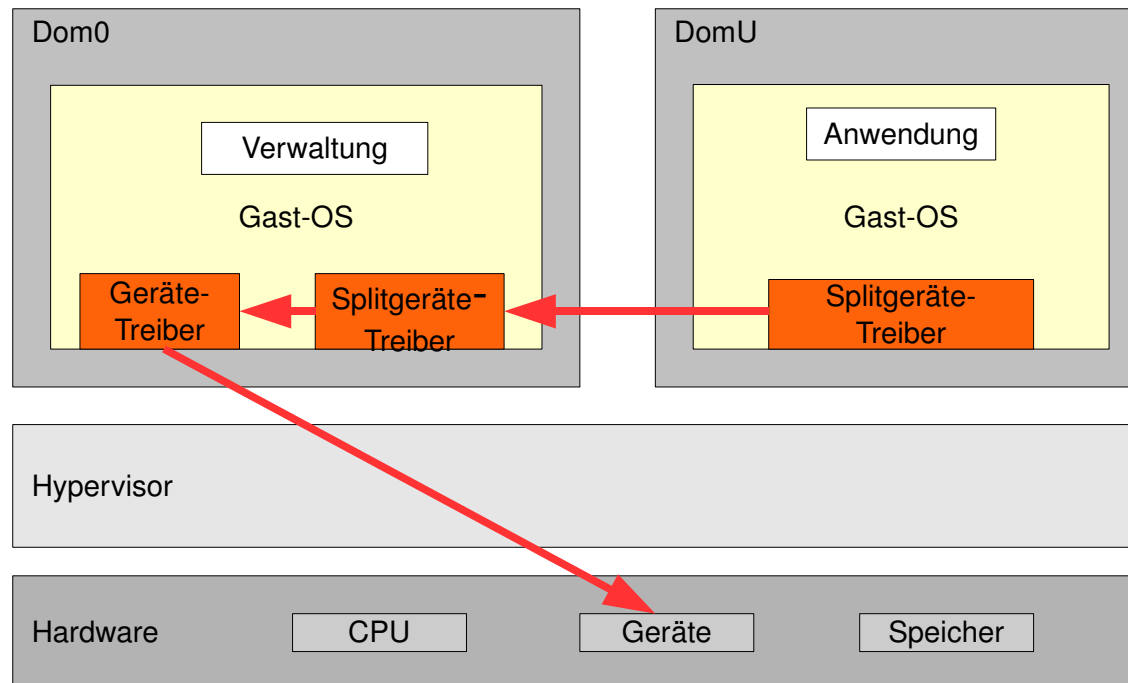 Dom0
Verwaltung
Gast-OS
Geräte-
Treiber
Splitgeräte-
Treiber
DomU
Anwendung
Gast-OS
Splitgeräte-
Treiber
Hypervisor
Hardware
CPU
Geräte
Speicher